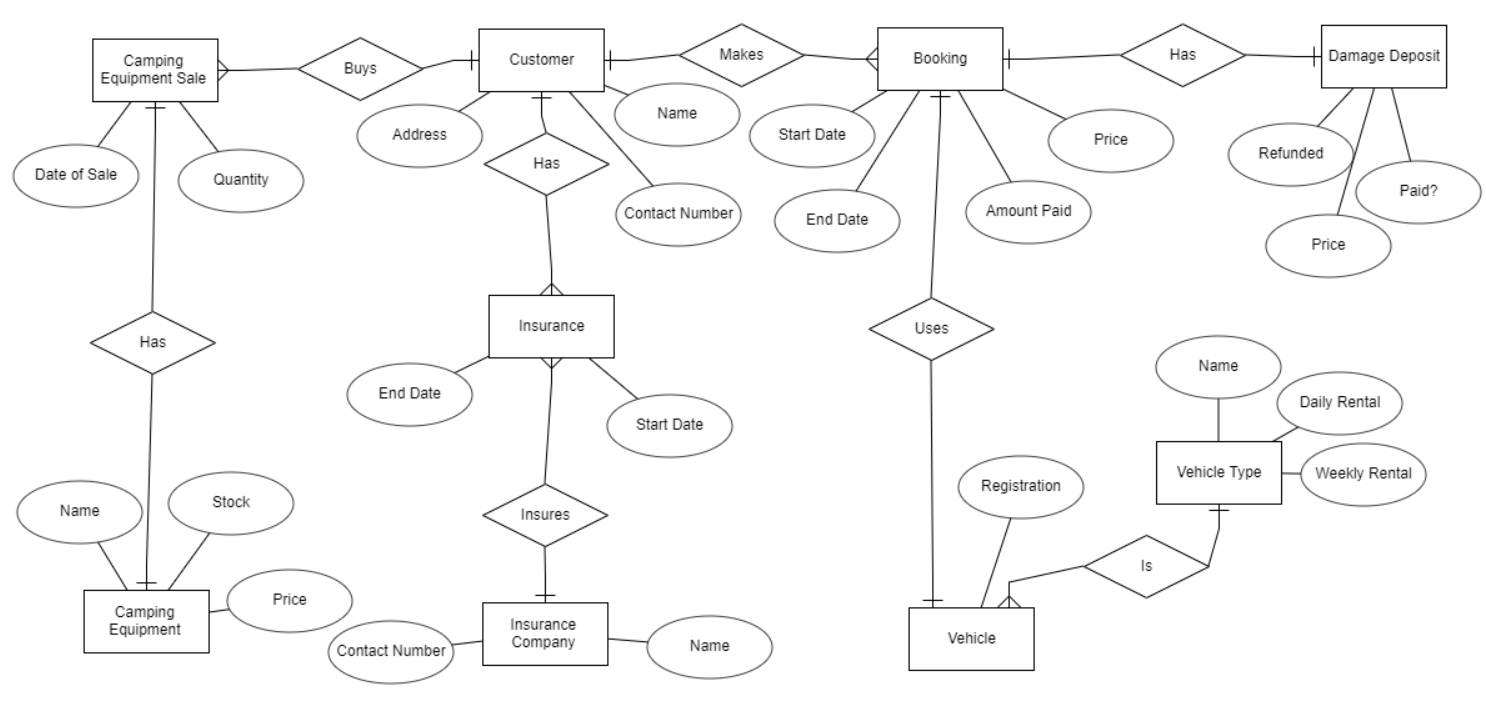 Camping
Equipment Sale
Buys
Customer
Makes
Booking
Has
Damage Deposit
Address
Name
Has
Contact Number
Start Date
End Date
Amount Paid
Price
Refunded
Paid?
Price
Date of Sale
Quantity
Has
Insurance
Uses
End Date
Start Date
Name
Daily Rental
Vehicle Type
Weekly Rental
Name
Stock
Insures
Registration
Is
Camping
Equipment
Price
Contact Number
Insurance
Company
Name
Vehicle